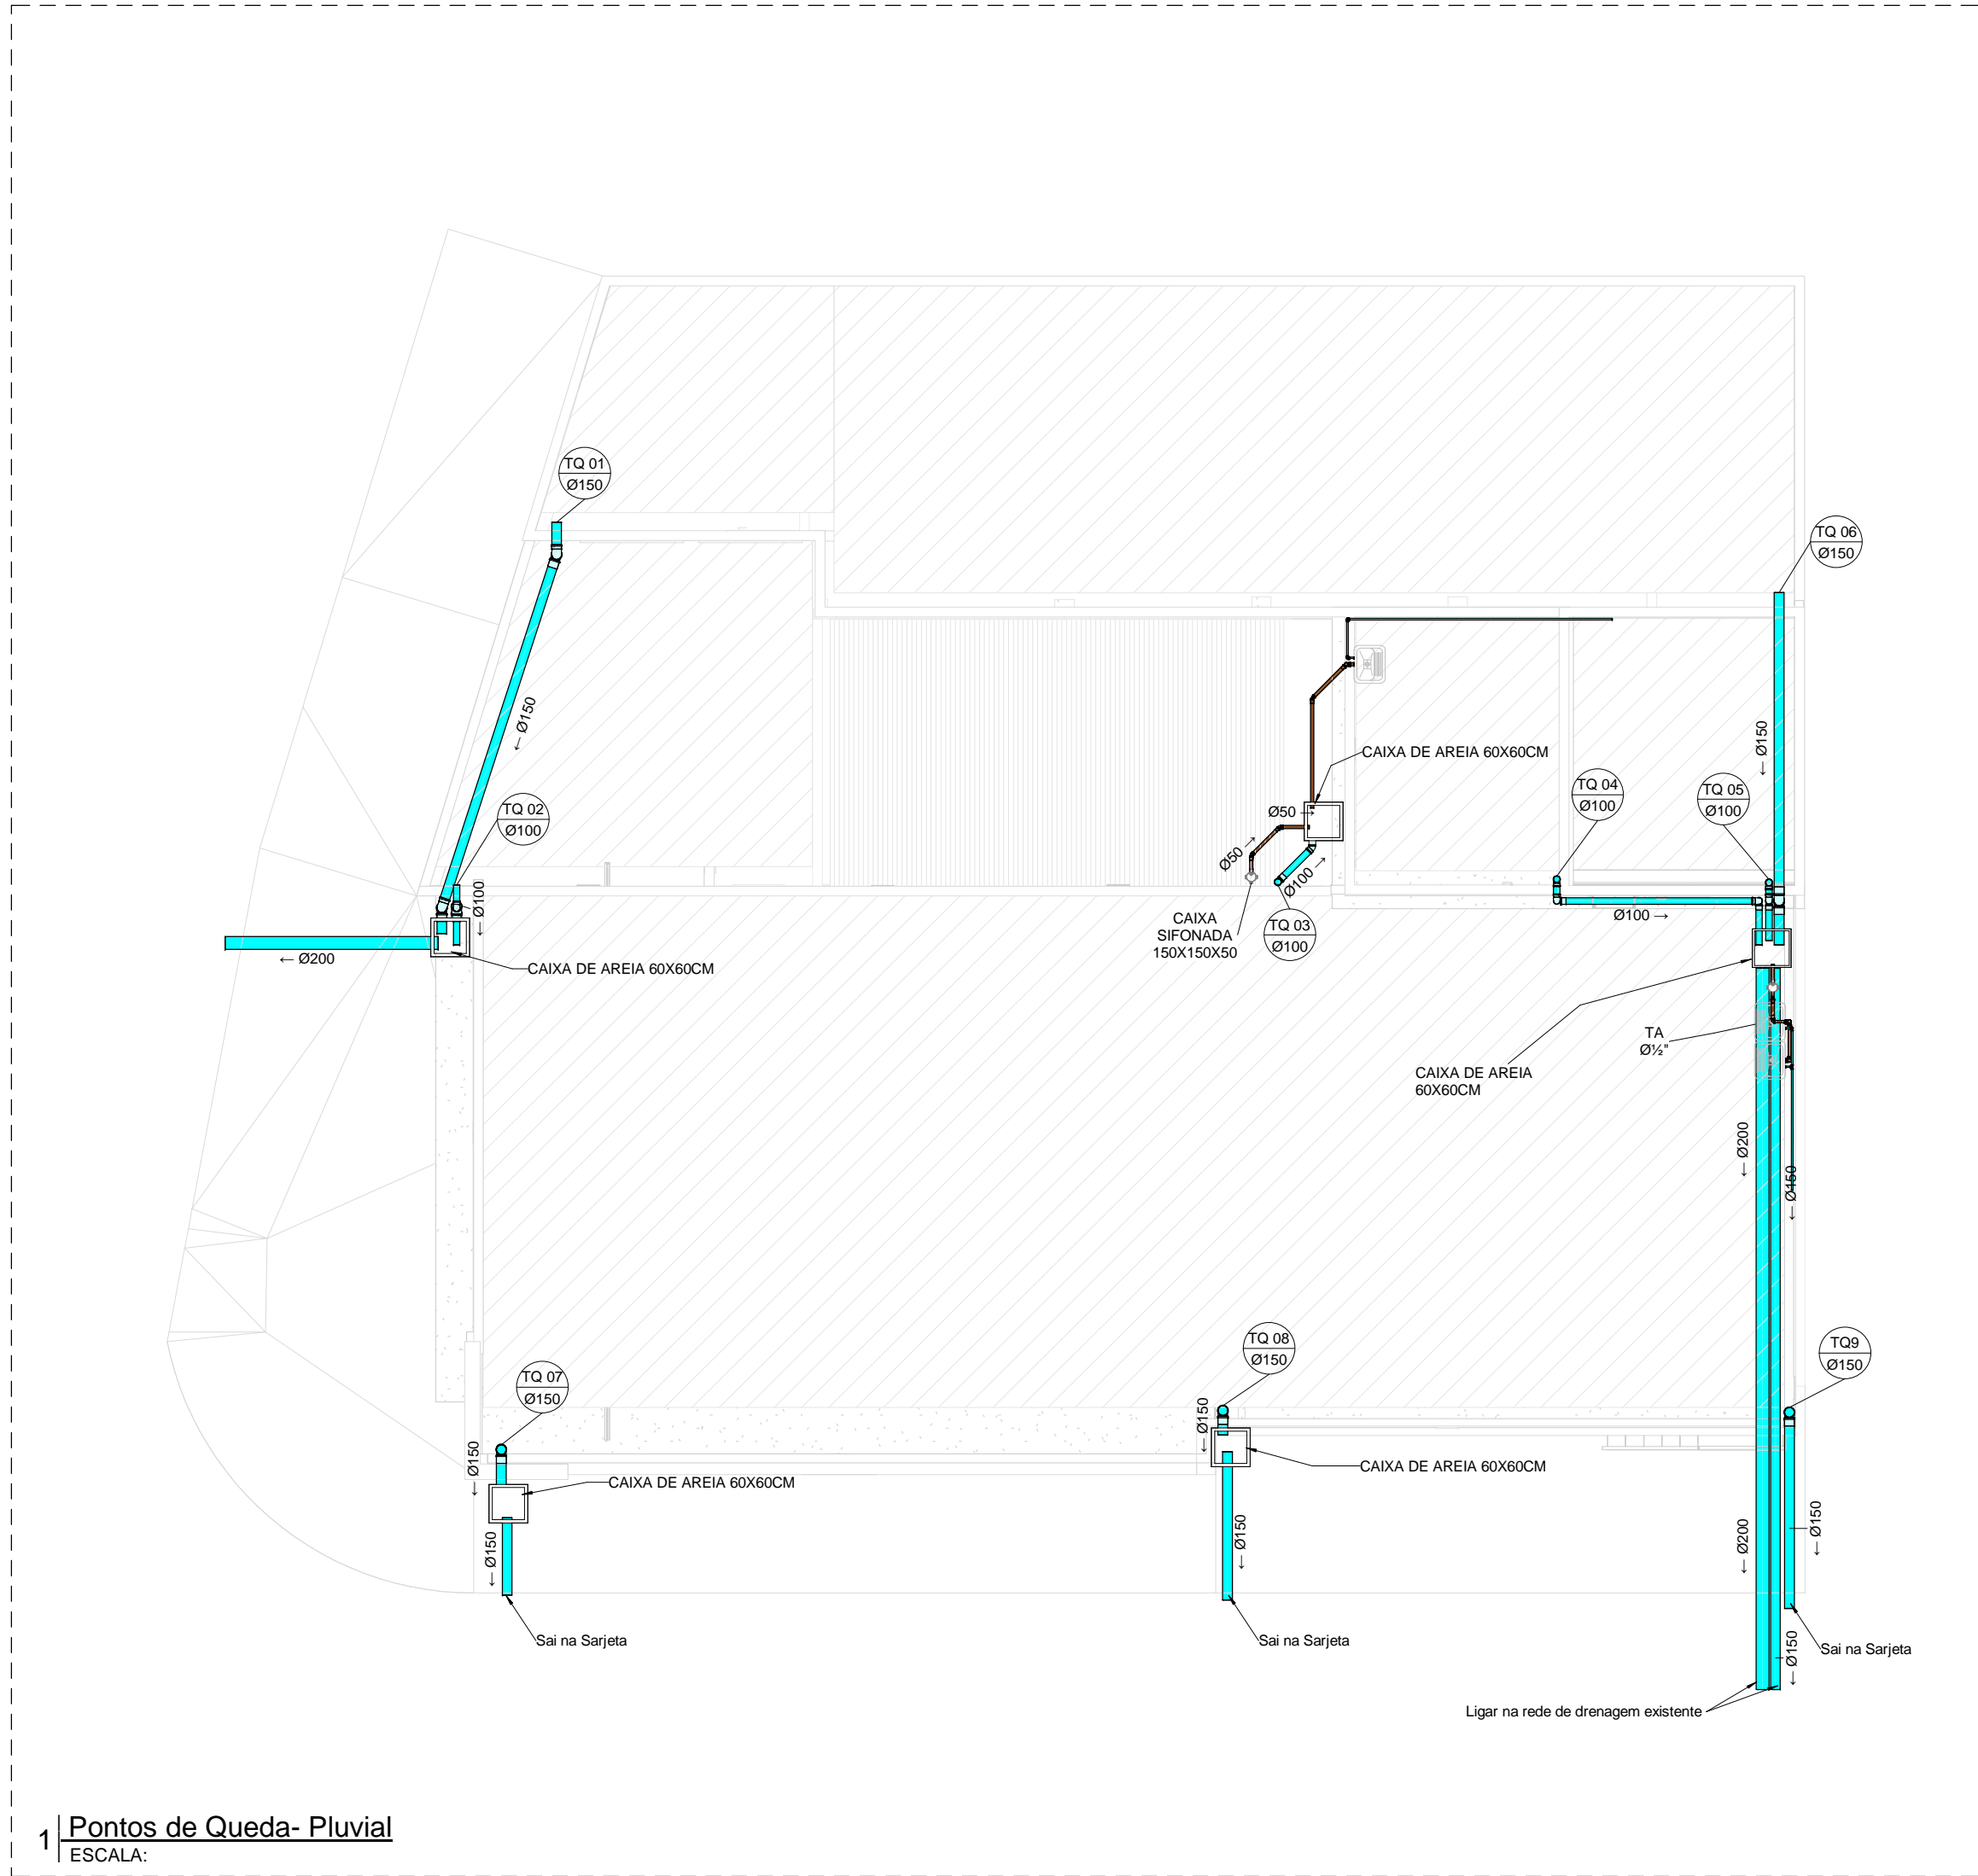 TQ 01
Ø150
TQ 06
Ø150
← Ø150
← Ø150
CAIXA DE AREIA 60X60CM
TQ 04
Ø100
TQ 05
Ø100
TQ 02
Ø100
Ø50 →
Ø50 →
Ø100 →
← Ø100
Ø100 →
CAIXA
SIFONADA
150X150X50
TQ 03
Ø100
← Ø200
CAIXA DE AREIA 60X60CM
TA
Ø½"
CAIXA DE AREIA
60X60CM
← Ø200
← Ø150
TQ 08
Ø150
TQ9
Ø150
TQ 07
Ø150
← Ø150
← Ø150
CAIXA DE AREIA 60X60CM
CAIXA DE AREIA 60X60CM
← Ø150
← Ø150
← Ø200
← Ø150
Sai na Sarjeta
Sai na Sarjeta
Sai na Sarjeta
← Ø150
Ligar na rede de drenagem existente
1 Pontos de Queda- Pluvial
ESCALA: